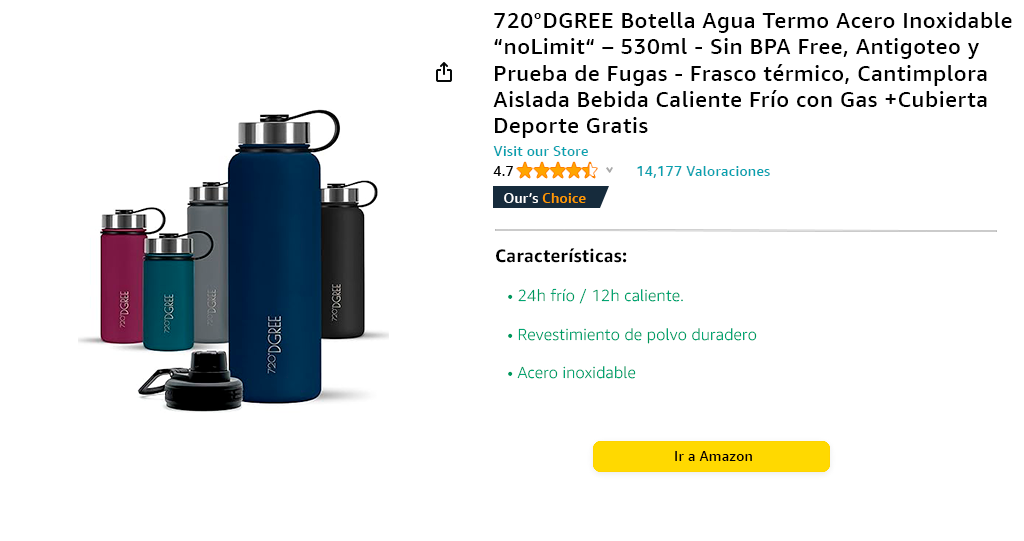 720°DGREE Botella Agua Termo Acero Inoxidable
“noLimit“ – 530ml - Sin BPA Free, Antigoteo y
Prueba de Fugas - Frasco térmico, Cantimplora
Aislada Bebida Caliente Frío con Gas +Cubierta
Deporte Gratis
Visit our Store
4.7 14,177 Valoraciones
Our’s Choice
Características:
• 24h frío / 12h caliente.
• Revestimiento de polvo duradero
• Acero inoxidable
Ir a Amazon
720°DGREE
720°DGREE
720°DGREE
720°DGREE
720°DGREE